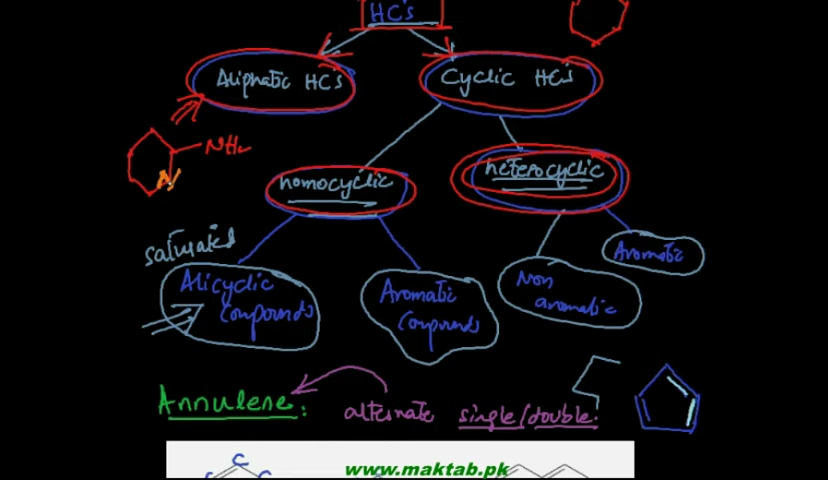 HC's
Aliphatic HC's
Cyclic HC's
NH₂
N
homocyclic
heterocyclic
saturated
Alicyclic
Compounds
Aromatic
Compounds
Non
aromatic
Aromatic
Annulene:
alternate single/double.
C
C
C
www.maktab.pk